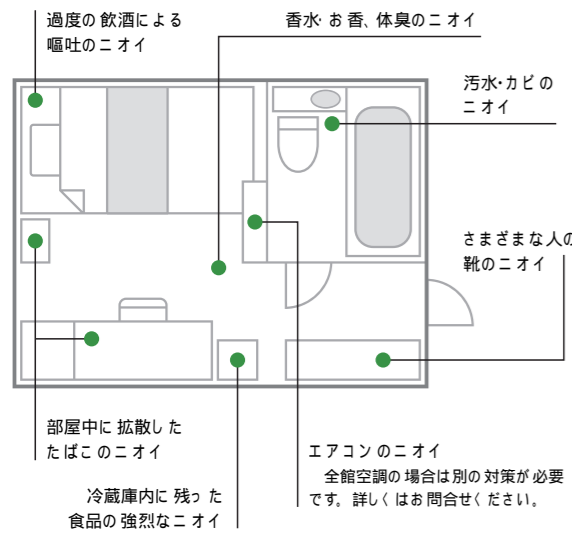 過度の飲酒による
嘔吐のニオイ
香水・お香、体臭のニオイ
汚水・カビの
ニオイ
さまざまな人の
靴のニオイ
部屋中に拡散した
たばこのニオイ
冷蔵庫内に残った
食品の強烈なニオイ
エアコンのニオイ
全館空調の場合は別の対策が必要
です。詳しくはお問合せください。